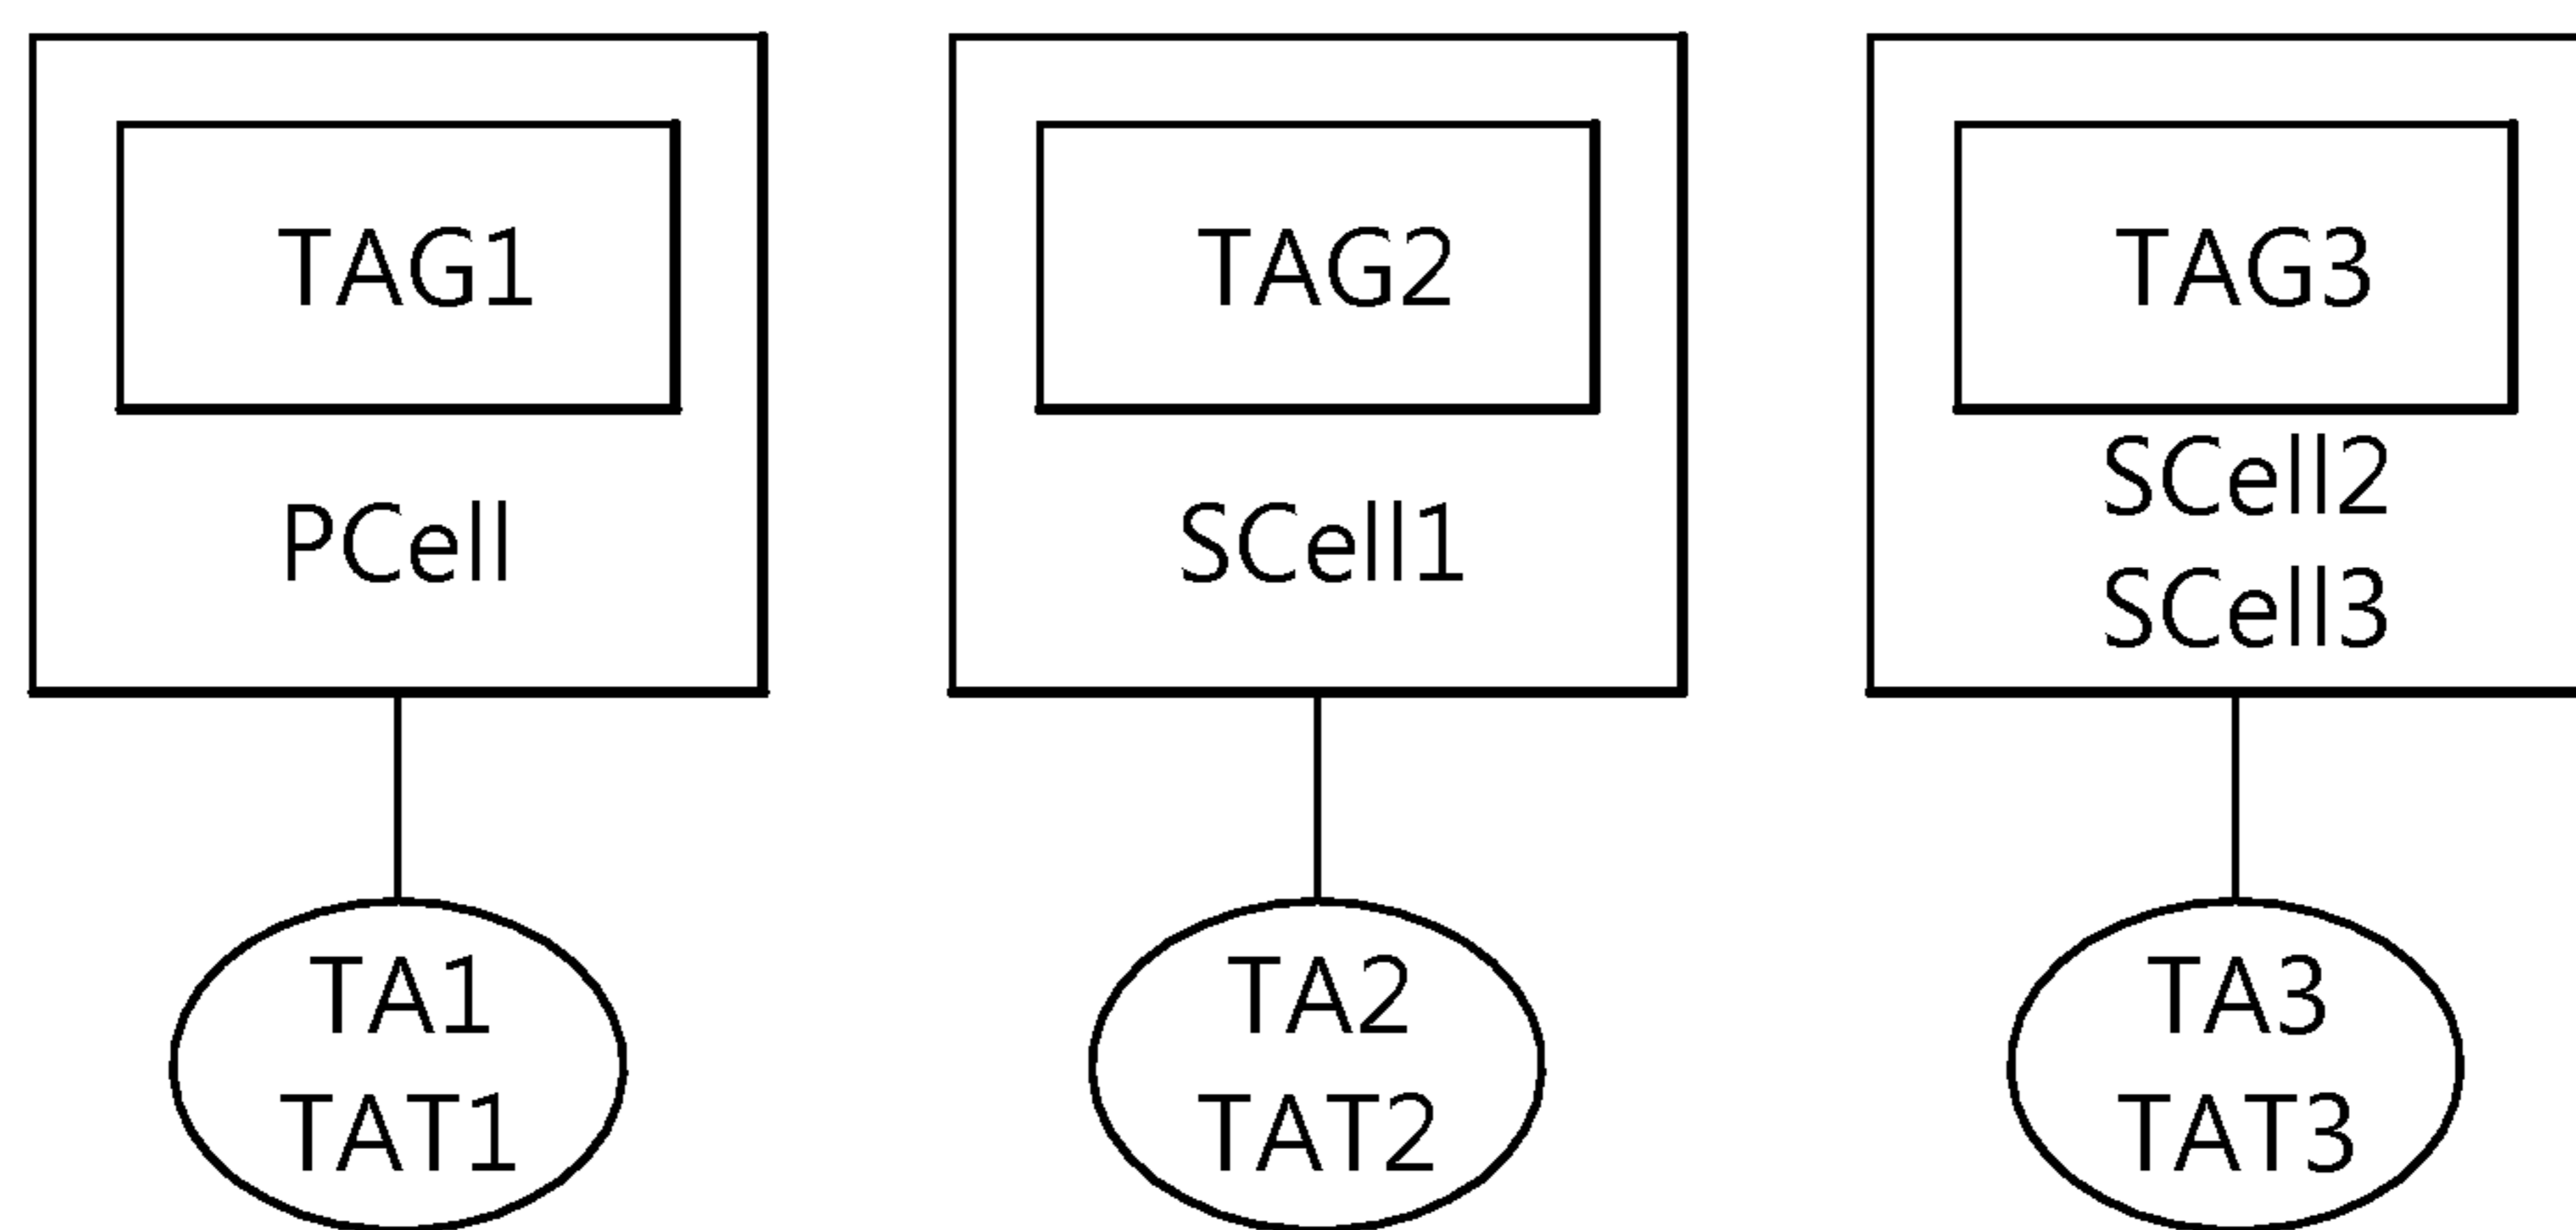 TAG1
PCell
TA1
TAT1
TAG2
SCell1
TA2
TAT2
TAG3
SCell2
SCell3
TA3
TAT3